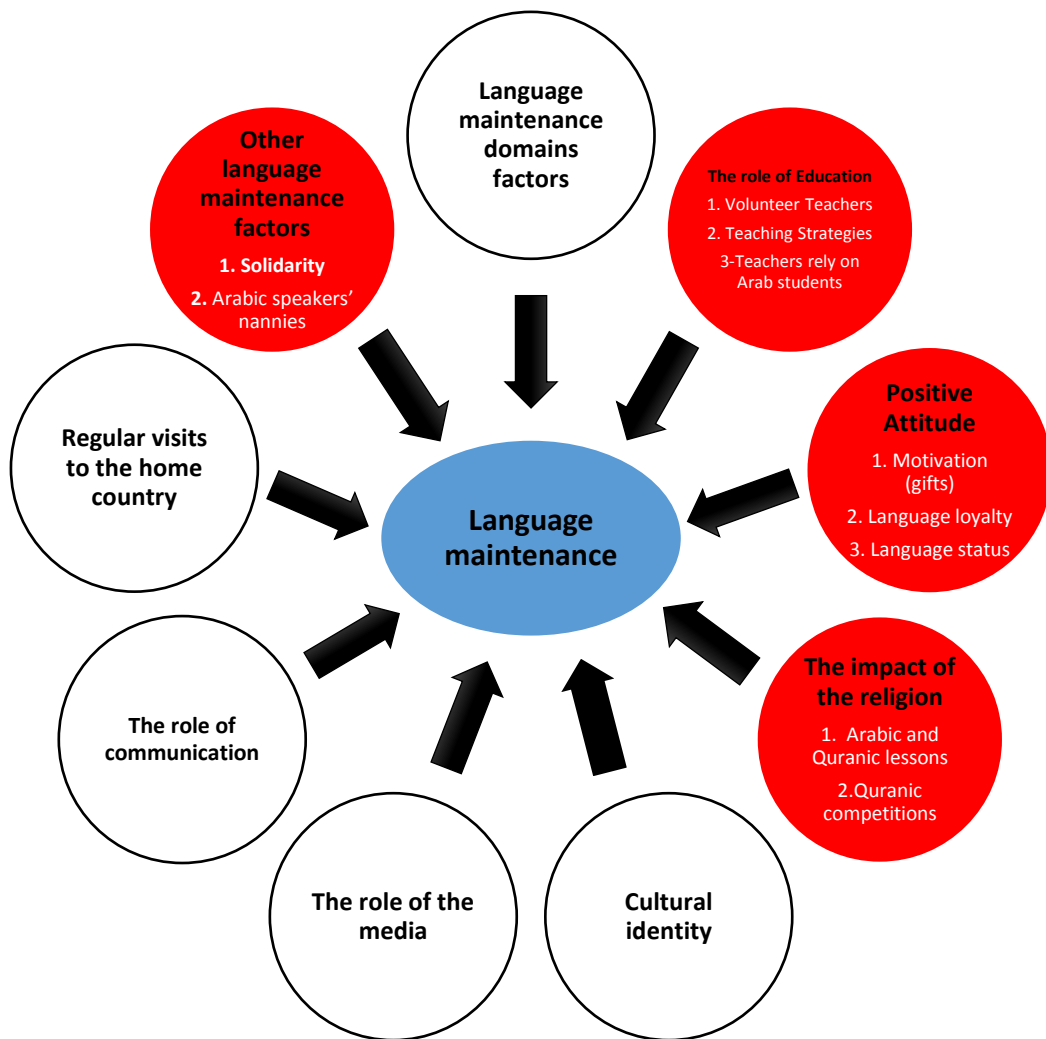 Language
maintenance
domains
factors
The role of Education
1. Volunteer Teachers
2. Teaching Strategies
3-Teachers rely on
Arab students
Positive
Attitude
1. Motivation
(gifts)
2. Language loyalty
3. Language status
The impact of
the religion
1. Arabic and
Quranic lessons
2.Quranic
competitions
Cultural
identity
The role of the
media
The role of
communication
Regular visits
to the home
country
Other
language
maintenance
factors
1. Solidarity
2. Arabic speakers’
nannies
Language
maintenance